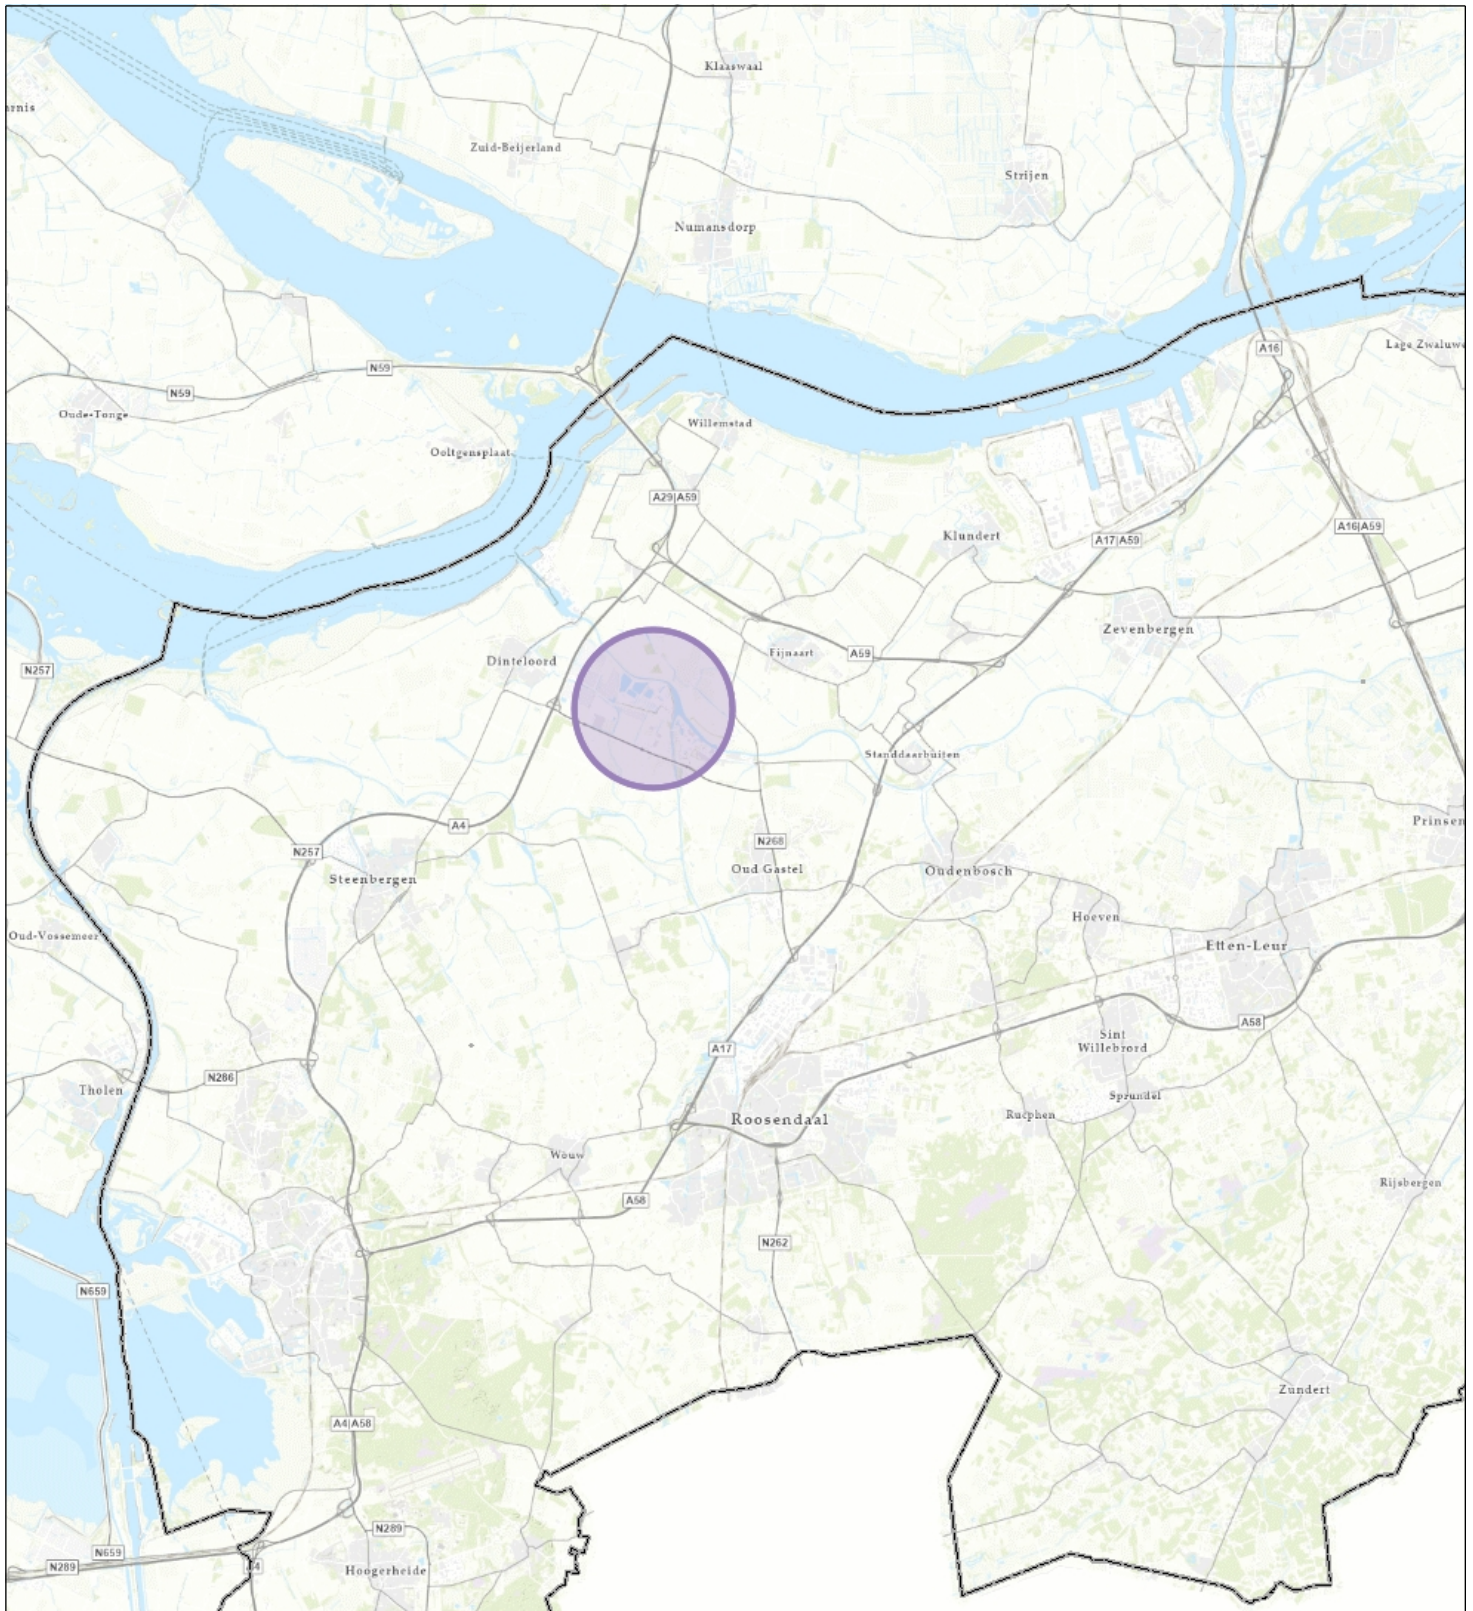 Klaaswaal
arnis
Zuid-Beijerland
Strijen
Numansdorp
A16
Lage Zwaluwe
N59
N59
Oude-Tonge
Willemstad
Ooltgensplaat
A29|A59
A16|A59
Klundert
A17|A59
Zevenbergen
Fijnaart
A59
Dinteloord
N257
Standdaarbuiten
Prinsen
A4
N268
N257
Oud Gastel
Oudenbosch
Steenbergen
Hoeven
Oud-Vossemeer
Etten-Leur
A58
Sint
Willebrord
A17
N286
Tholen
Sprundel
Rucphen
Roosendaal
Wouw
Rijsbergen
A58
N262
N659
Zundert
A4|A58
N289
N659
N289
Hoogerheide